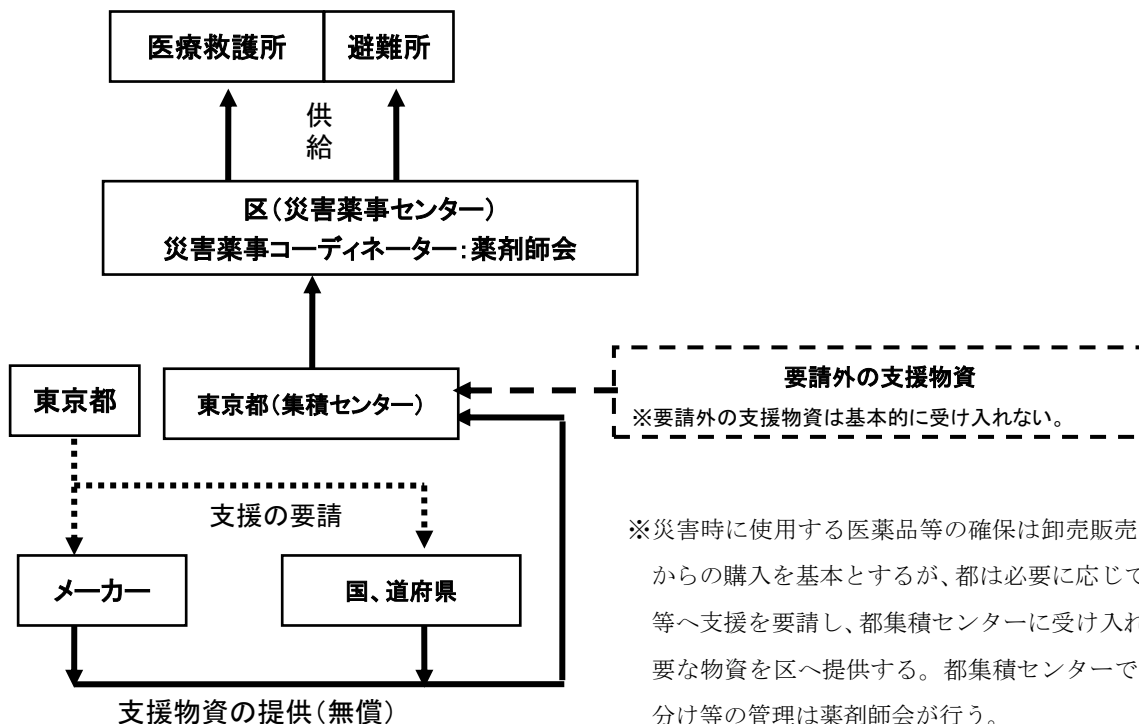 医療救護所 避難所
供
給
区(災害薬事センター)
災害薬事コーディネーター:薬剤師会
東京都
東京都(集積センター)
要請外の支援物資
※要請外の支援物資は基本的に受け入れない。
支援の要請
メーカー
国、道府県
支援物資の提供(無償)
※災害時に使用する医薬品等の確保は卸売販売
からの購入を基本とするが、都は必要に応じて
等へ支援を要請し、都集積センターに受け入れ
要な物資を区へ提供する。都集積センターで
分け等の管理は薬剤師会が行う。